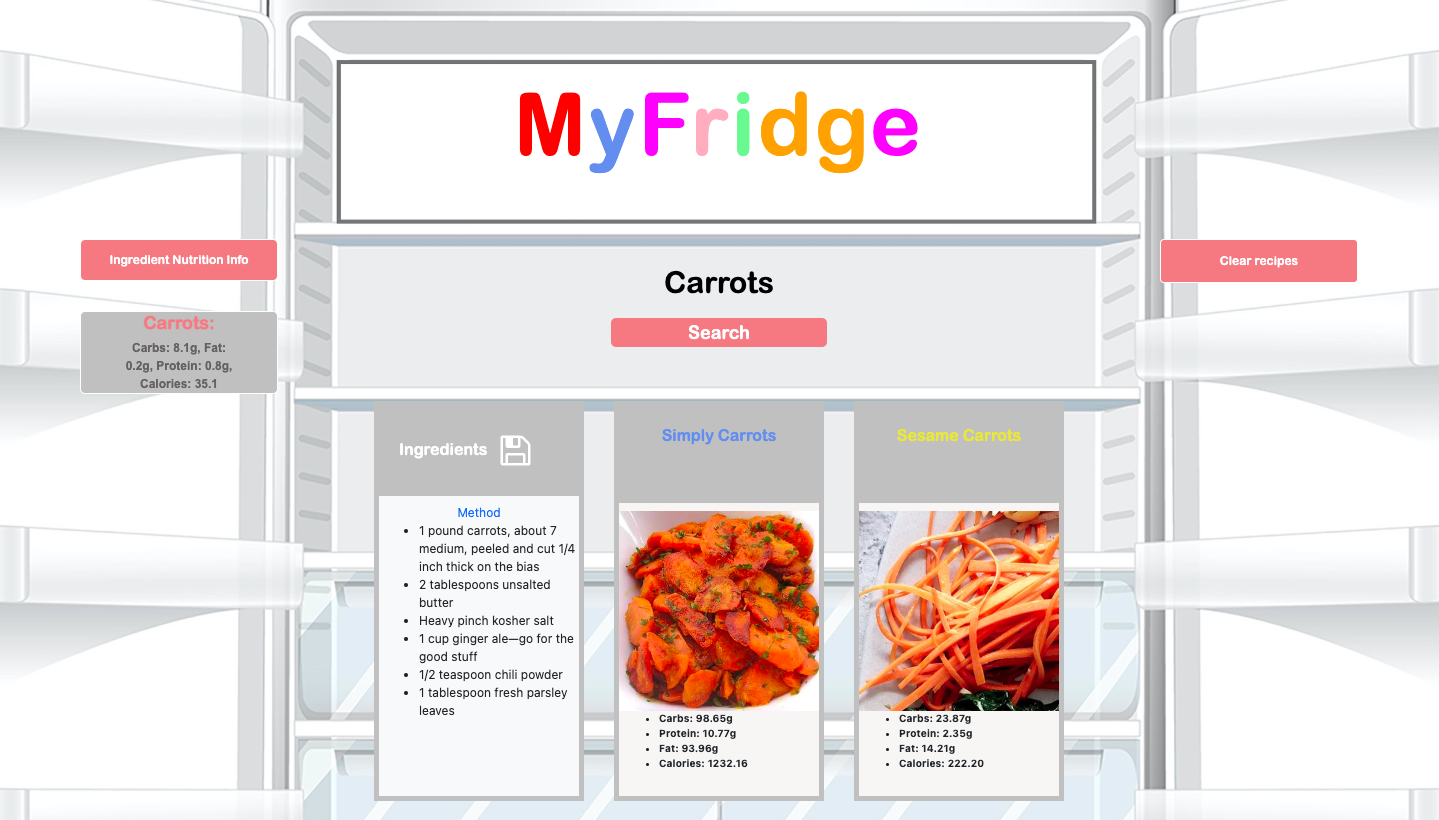 MyFridge
Ingredient Nutrition Info
Clear recipes
Carrots
Search
Carrots:
Carbs: 8.1g, Fat:
0.2g, Protein: 0.8g,
Calories: 35.1
Ingredients
Method
• 1 pound carrots, about 7
medium, peeled and cut 1/4
inch thick on the bias
• 2 tablespoons unsalted
butter
• Heavy pinch kosher salt
• 1 cup ginger ale—go for the
good stuff
• 1/2 teaspoon chili powder
• 1 tablespoon fresh parsley
leaves
Simply Carrots
• Carbs: 98.65g
• Protein: 10.77g
• Fat: 93.96g
• Calories: 1232.16
Sesame Carrots
• Carbs: 23.87g
• Protein: 2.35g
• Fat: 14.21g
• Calories: 222.20